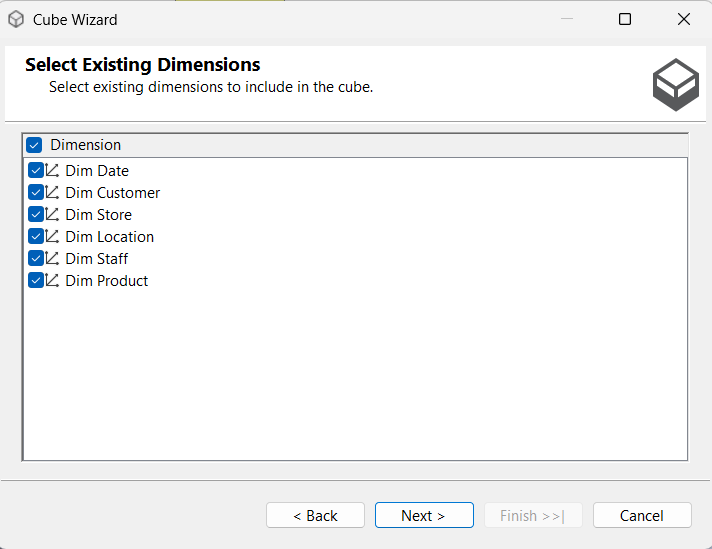 Cube Wizard
Select Existing Dimensions
Select existing dimensions to include in the cube.
Dimension
Dim Date
Dim Customer
Dim Store
Dim Location
Dim Staff
Dim Product
< Back Next > Finish >>| Cancel